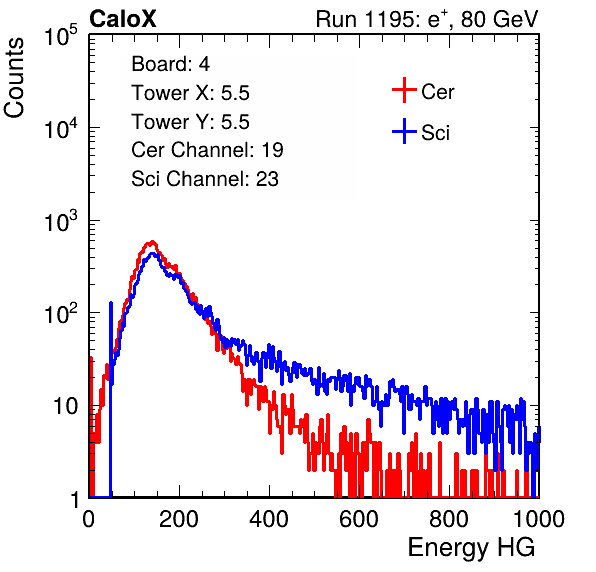 CaloX Run 1195: e⁺, 80 GeV
Counts
10⁵
10⁴
10³
10²
10
1
Board: 4
Tower X: 5.5
Tower Y: 5.5
Cer Channel: 19
Sci Channel: 23
Cer
Sci
0 200 400 600 800 1000
Energy HG